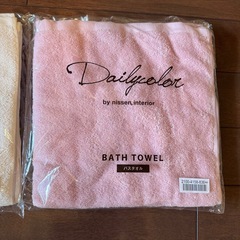 Dailycolor
by nissen, interior
BATH TOWEL
バスタオル